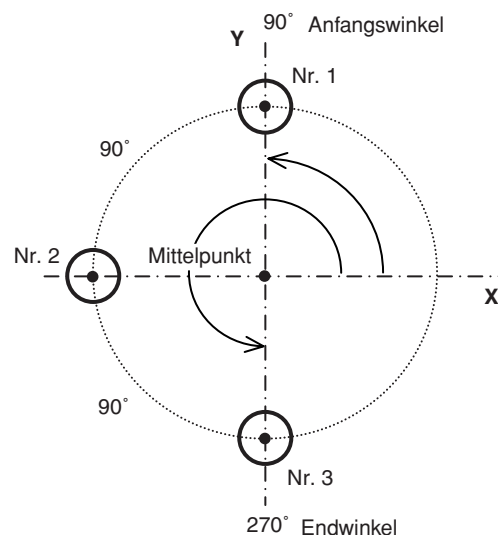 Y
90° Anfangswinkel
Nr. 1
90°
Nr. 2
Mittelpunkt
X
90°
Nr. 3
270° Endwinkel